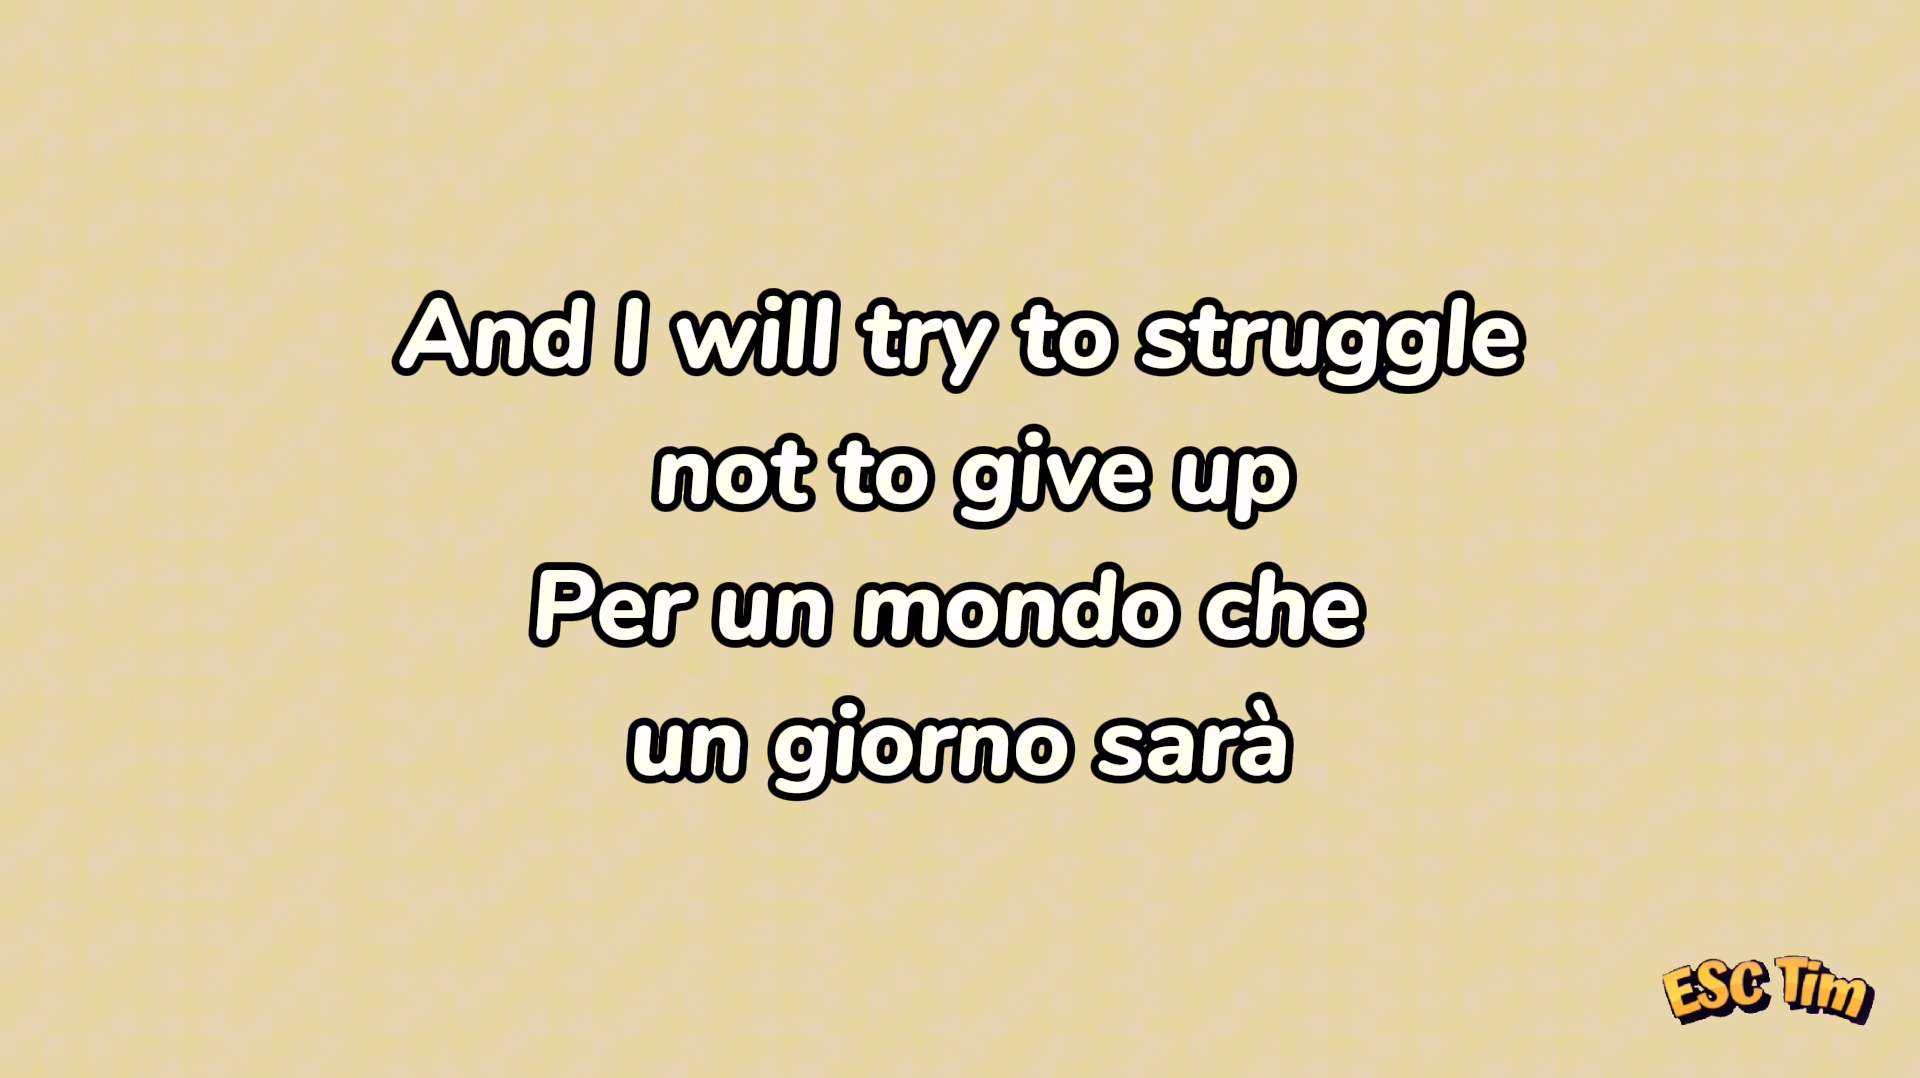 And I will try to struggle
not to give up
Per un mondo che
un giorno sarà
ESC Tim